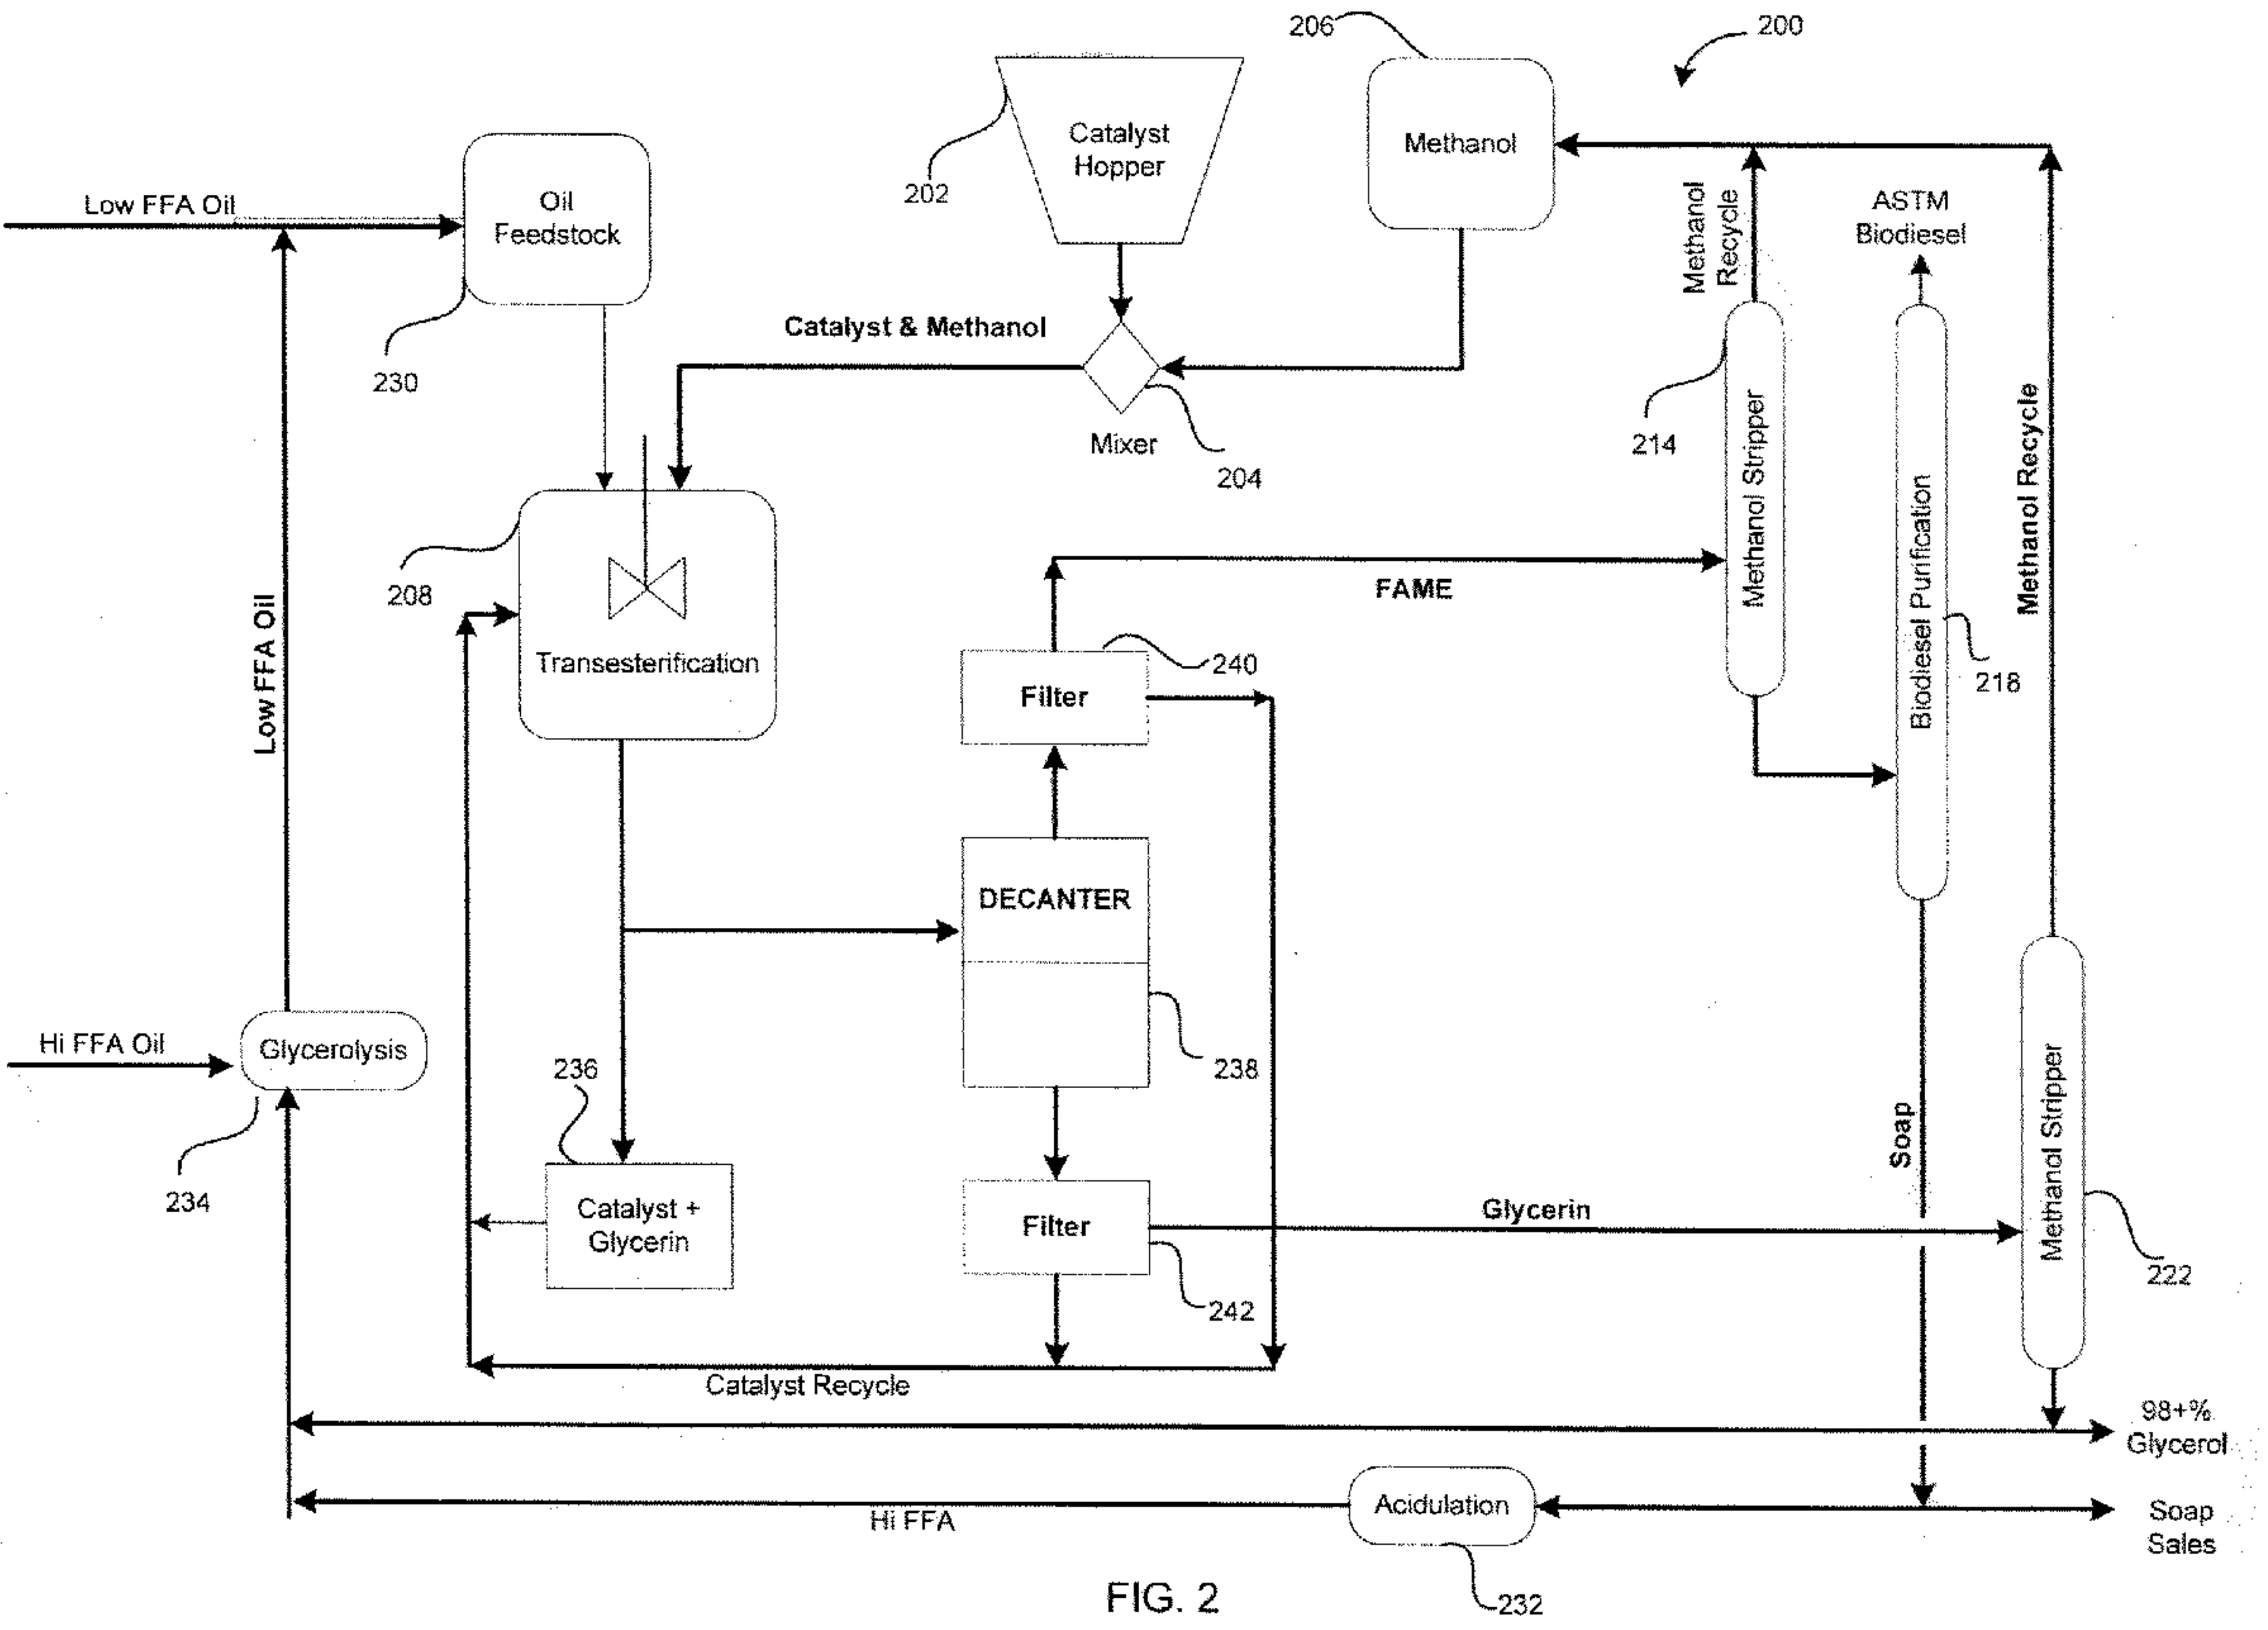 206
200
Catalyst
Hopper
Methanol
202
Oil
Feedstock
Low FFA Oil
Methanol
Recycle
ASTM
Biodiesel
Catalyst & Methanol
230
Mixer
204
214
Methanol Stripper
Methanol Recycle
208
FAME
Biodiesel Purification
218
Transesterification
240
Filter
Low FFA Oil
DECANTER
Hi FFA Oil
Glycerolysis
236
238
234
Catalyst +
Glycerin
Filter
Glycerin
Soap
Methanol Stripper
222
242
Catalyst Recycle
98+%
Glycerol
Acidulation
Hi FFA
Soap
Sales
FIG. 2
232